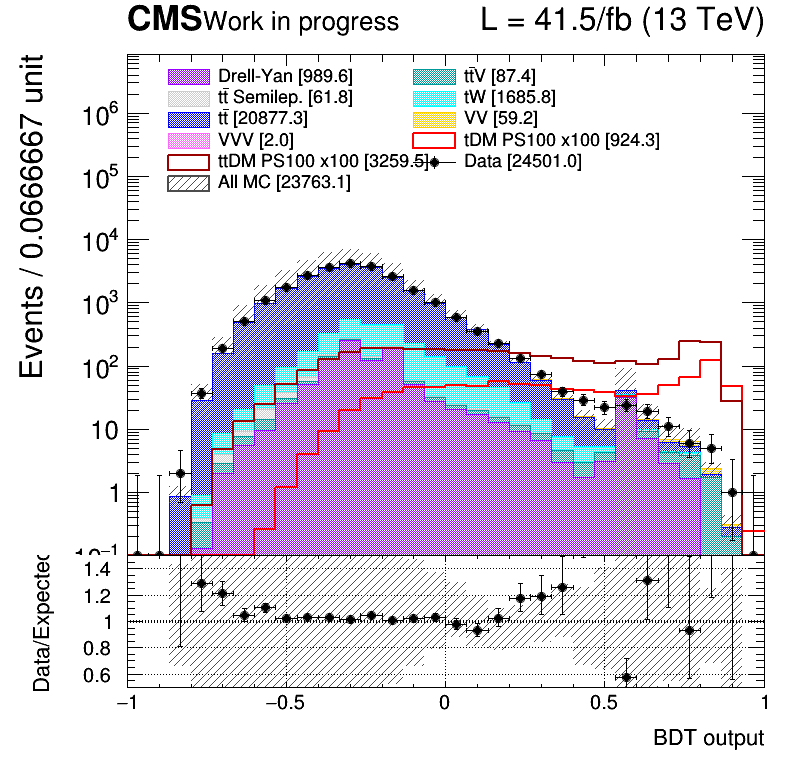 CMS Work in progress L = 41.5/fb (13 TeV)
Events / 0.0666667 unit
Drell-Yan [989.6] tt̄V [87.4]
tt̄ Semilep. [61.8] tW [1685.8]
tt̄ [20877.3] VV [59.2]
VVV [2.0] tDM PS100 x100 [924.3]
ttDM PS100 x100 [3259.5] Data [24501.0]
All MC [23763.1]
10⁶
10⁵
10⁴
10³
10²
10
1
10⁻¹
Data/Expected
1.4
1.2
1
0.8
0.6
−1 −0.5 0 0.5 1
BDT output